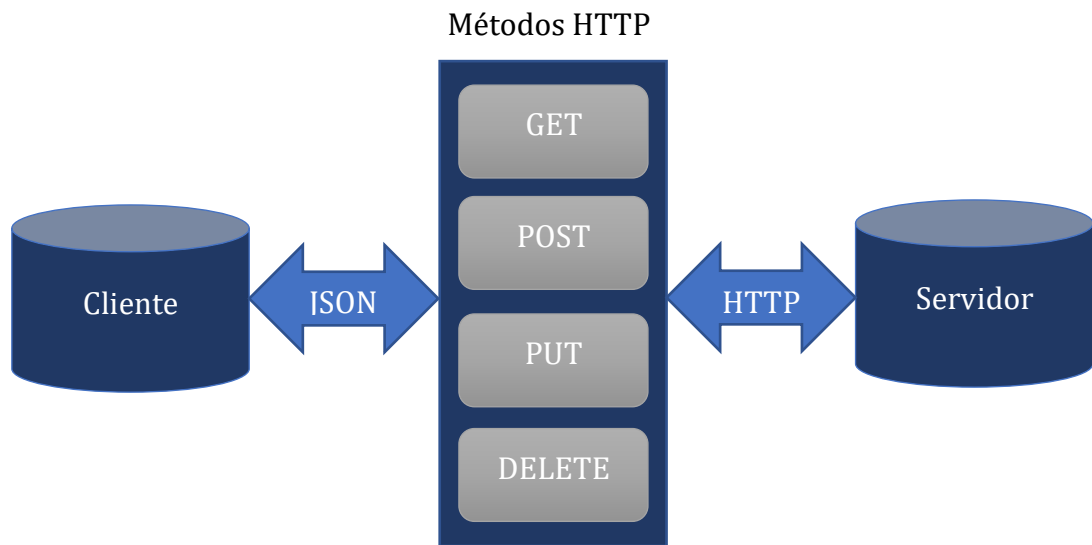 Métodos HTTP
GET
POST
PUT
DELETE
Cliente
JSON
HTTP
Servidor